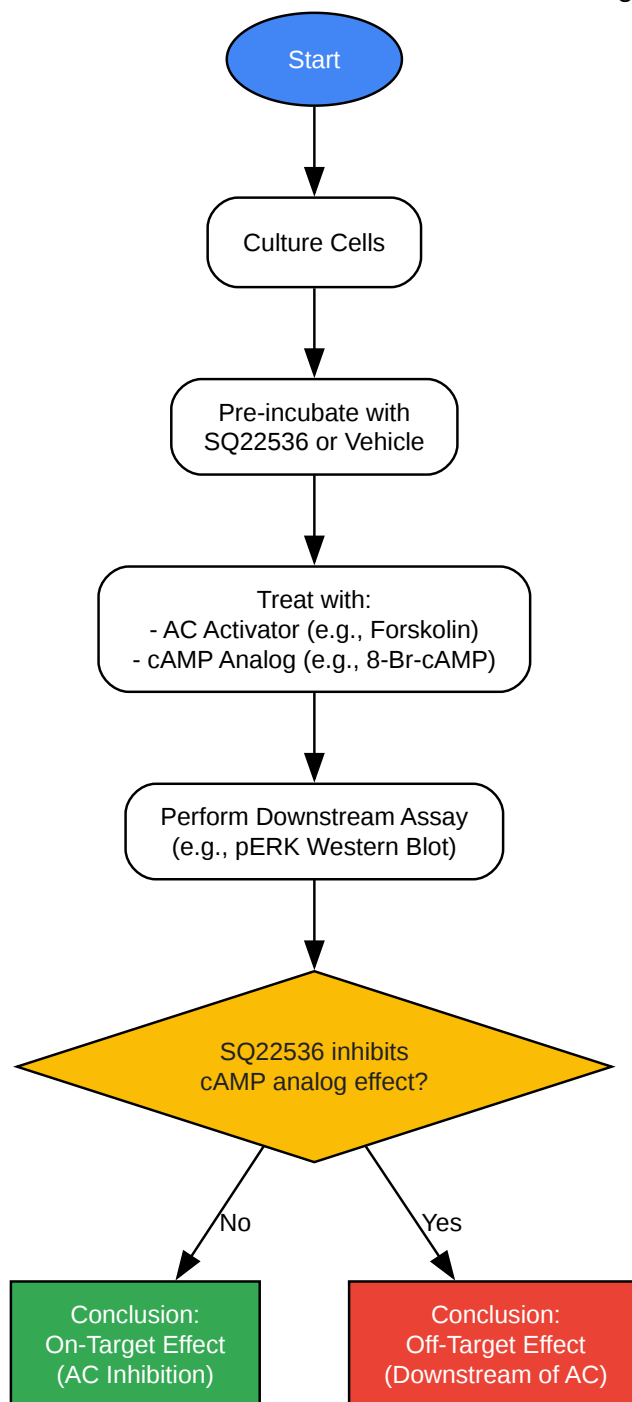 Start
Culture Cells
Pre-incubate with
SQ22536 or Vehicle
Treat with:
- AC Activator (e.g., Forskolin)
- cAMP Analog (e.g., 8-Br-cAMP)
Perform Downstream Assay
(e.g., pERK Western Blot)
SQ22536 inhibits
cAMP analog effect?
No
Yes
Conclusion:
On-Target Effect
(AC Inhibition)
Conclusion:
Off-Target Effect
(Downstream of AC)